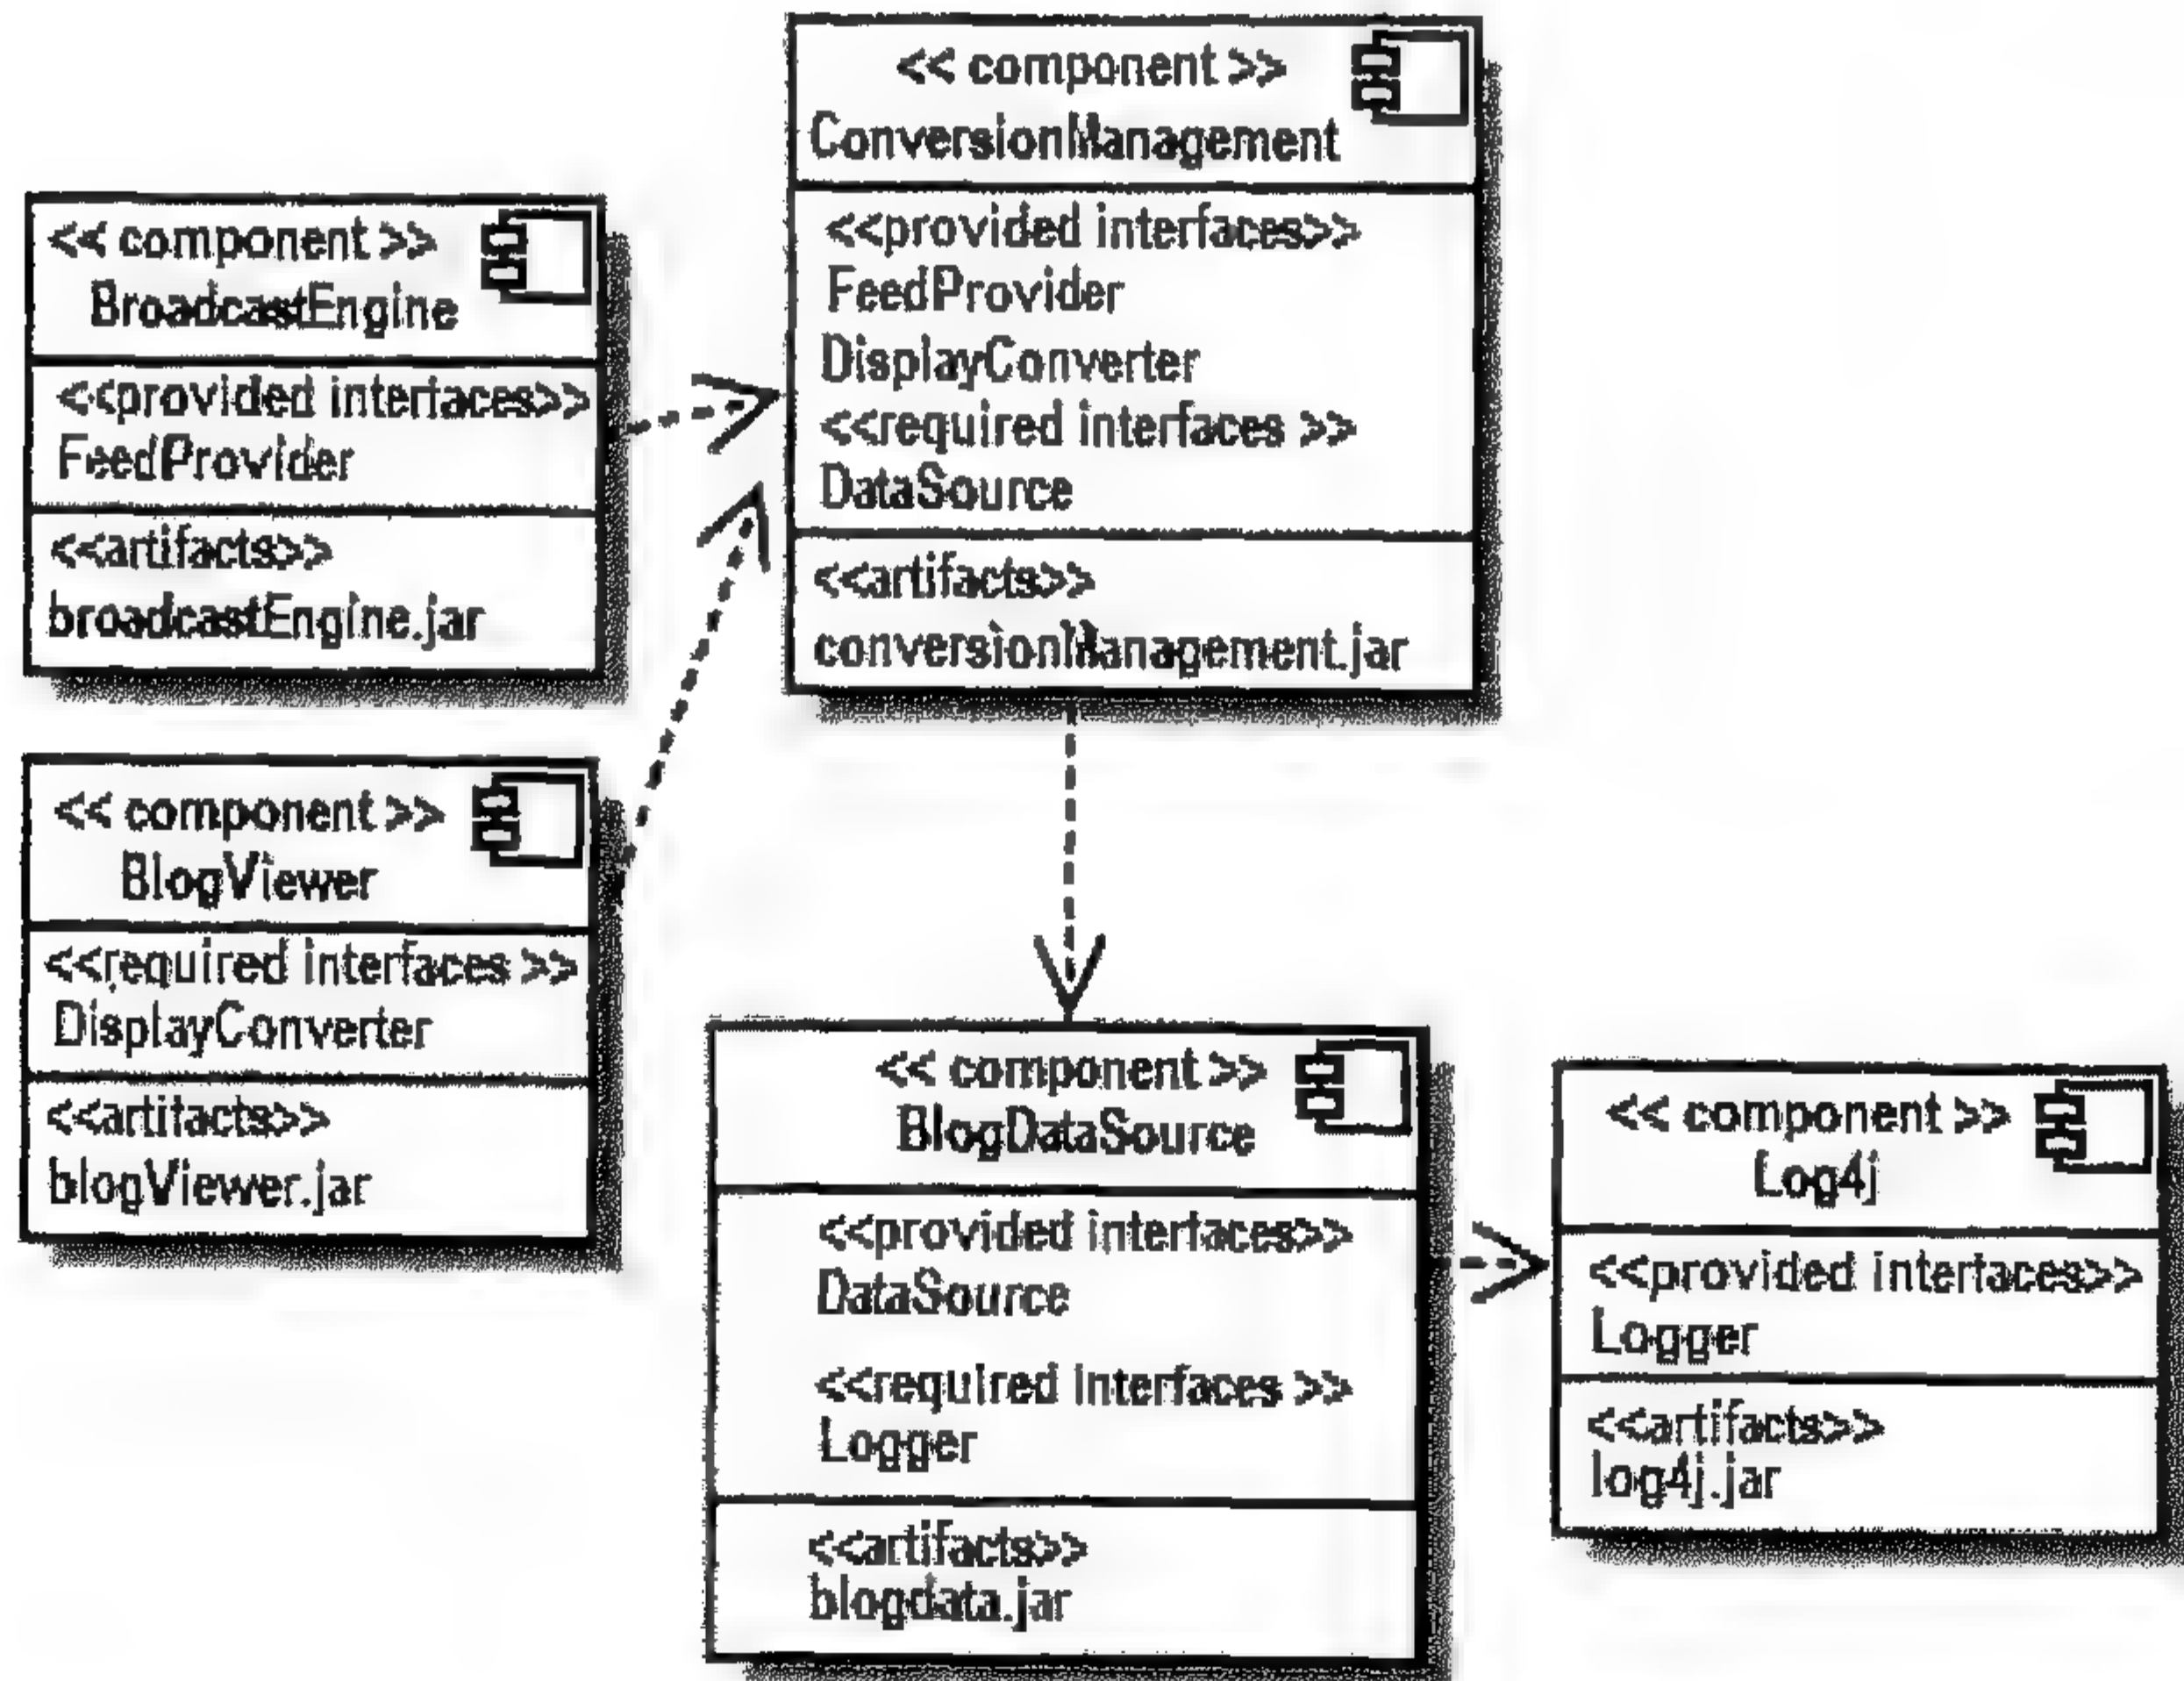 << component >>
ConversionManagement
<<provided interfaces>>
FeedProvider
DisplayConverter
<<required interfaces >>
DataSource
<<artifacts>>
conversionManagement.jar
<< component >>
BroadcastEngine
<<provided interfaces>>
FeedProvider
<<artifacts>>
broadcastEngine.jar
<< component >>
BlogViewer
<<required interfaces >>
DisplayConverter
<<artifacts>>
blogViewer.jar
<< component >>
BlogDataSource
<<provided interfaces>>
DataSource
<<required interfaces >>
Logger
<<artifacts>>
blogdata.jar
<< component >>
Log4j
<<provided interfaces>>
Logger
<<artifacts>>
log4j.jar